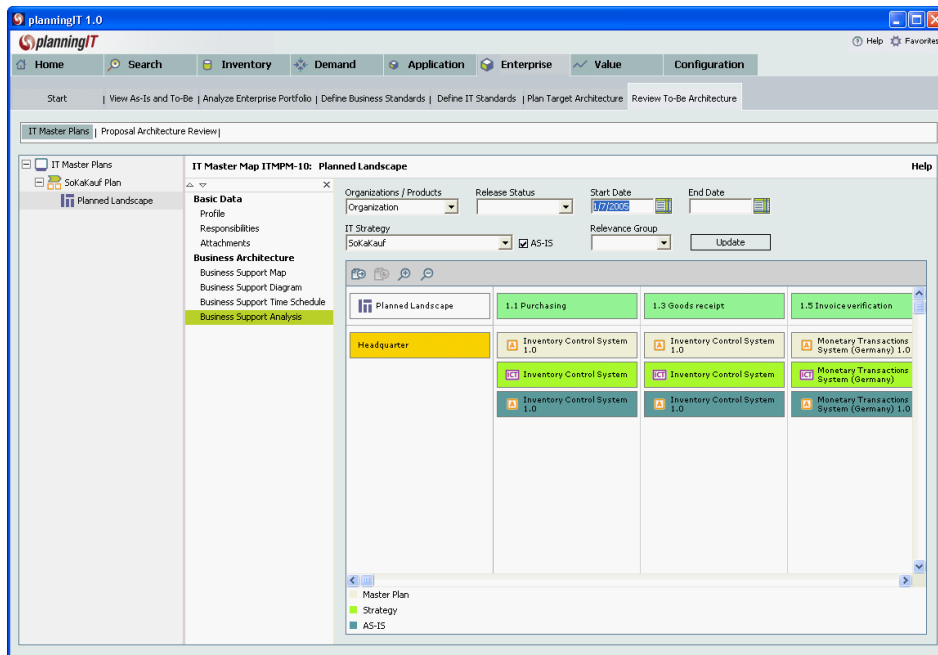 planningIT 1.0
planningIT
Help Favorites
Home Search Inventory Demand Application Enterprise Value Configuration
Start | View As-Is and To-Be | Analyze Enterprise Portfolio | Define Business Standards | Define IT Standards | Plan Target Architecture | Review To-Be Architecture
IT Master Plans | Proposal Architecture Review |
IT Master Plans
SoKaKauf Plan
Planned Landscape
IT Master Map ITMPM-10: Planned Landscape
Help
Basic Data
Profile
Responsibilities
Attachments
Business Architecture
Business Support Map
Business Support Diagram
Business Support Time Schedule
Business Support Analysis
Organizations / Products Release Status Start Date End Date
Organization 1/7/2005
IT Strategy Relevance Group
SoKaKauf AS-IS Update
Planned Landscape 1.1 Purchasing 1.3 Goods receipt 1.5 Invoice verification
Headquarter
A Inventory Control System 1.0
A Inventory Control System 1.0
A Monetary Transactions System (Germany) 1.0
ICT Inventory Control System
ICT Inventory Control System
ICT Monetary Transactions System (Germany)
A Inventory Control System 1.0
A Inventory Control System 1.0
A Monetary Transactions System (Germany) 1.0
Master Plan
Strategy
AS-IS